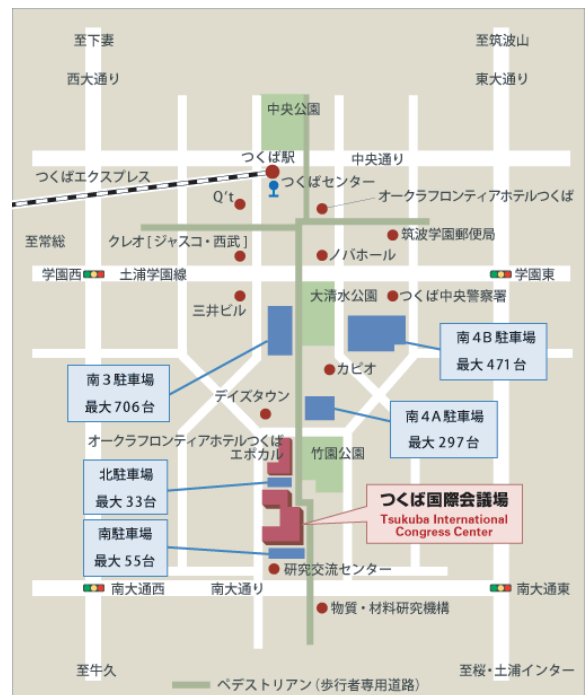 至下妻
至筑波山
西大通り
東大通り
中央公園
つくば駅
中央通り
つくばエクスプレス
つくばセンター
Q't
オークラフロンティアホテルつくば
筑波学園郵便局
至常総
クレオ[ジャスコ・西武]
ノバホール
学園西
土浦学園線
学園東
三井ビル
大清水公園
つくば中央警察署
南4B駐車場
最大471台
南3駐車場
最大706台
カピオ
デイズタウン
南4A駐車場
最大297台
オークラフロンティアホテルつくば
エポカル
竹園公園
北駐車場
最大33台
つくば国際会議場
Tsukuba International
Congress Center
南駐車場
最大55台
研究交流センター
南大通西
南大通り
南大通東
物質・材料研究機構
至牛久
至桜・土浦インター
ペデストリアン(歩行者専用道路)